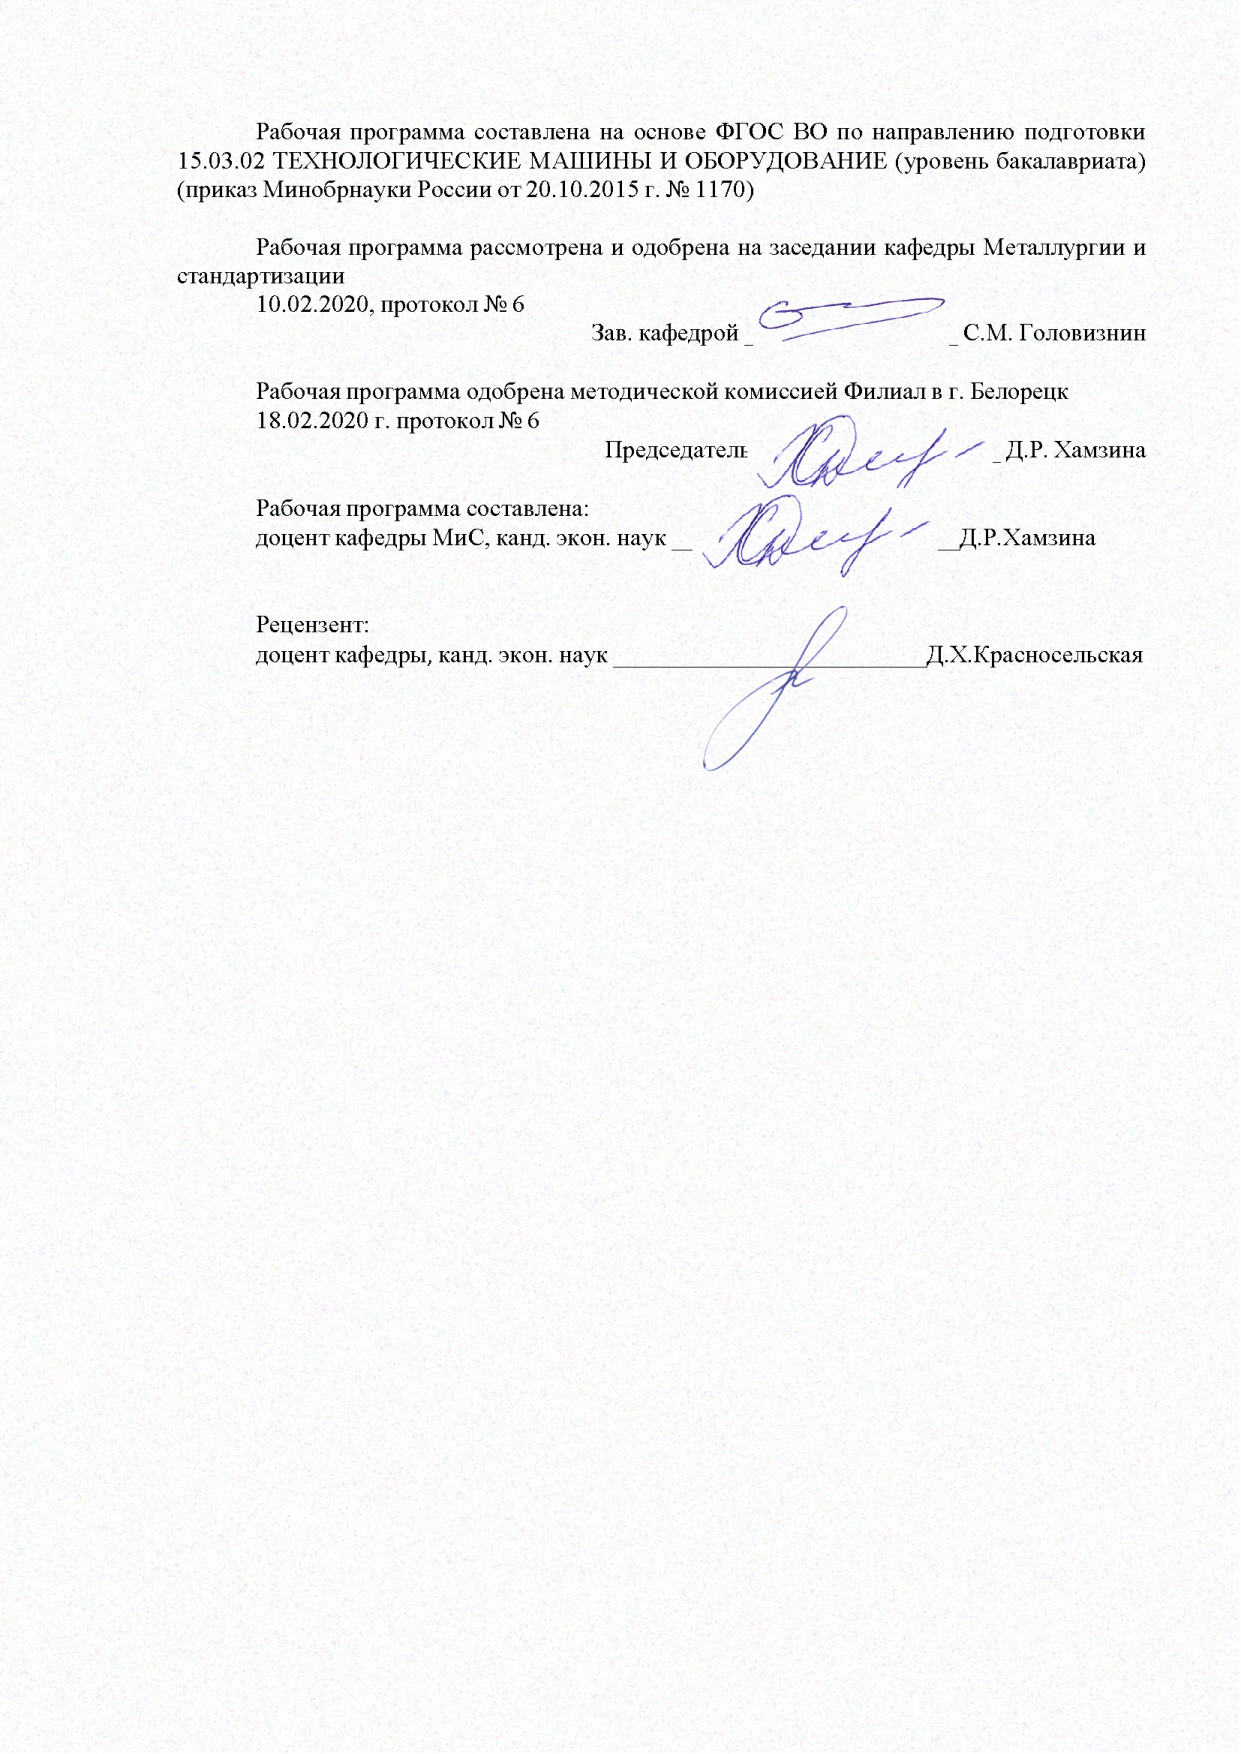 Рабочая программа составлена на основе ФГОС ВО по направлению подготовки
15.03.02 ТЕХНОЛОГИЧЕСКИЕ МАШИНЫ И ОБОРУДОВАНИЕ (уровень бакалавриата)
(приказ Минобрнауки России от 20.10.2015 г. № 1170)
Рабочая программа рассмотрена и одобрена на заседании кафедры Металлургии и
стандартизации
10.02.2020, протокол № 6
Зав. кафедрой _ _ С.М. Головизнин
Рабочая программа одобрена методической комиссией Филиал в г. Белорецк
18.02.2020 г. протокол № 6
Председатель _ Д.Р. Хамзина
Рабочая программа составлена:
доцент кафедры МиС, канд. экон. наук __ __Д.Р.Хамзина
Рецензент:
доцент кафедры, канд. экон. наук ____________________________Д.Х.Красносельская